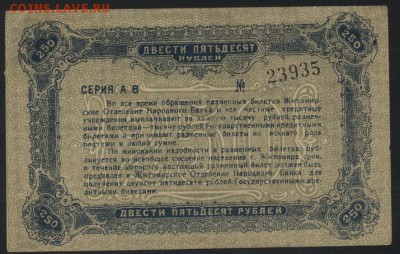 COINS.LAVE.RU
250 250
ДВЕСТИ ПЯТЬДЕСЯТ
РУБЛЕЙ
СЕРИЯ А В № 23935
Во все время обращения разменных билетов Житомир-
ское Отделение Народного Банка и все частные кредитные
учреждения выплачивают за каждую тысячу рублей размен-
ными билетами—тысячу рублей Государственными кредитными
билетами и принимают разменные билеты во всякого рода
платежи в любой сумме.
По миновании надобности в разменных билетах публи-
куется во всеобщее сведение населения г. Житомира срок,
в течение которого настоящий разменный билет должен быть
предъявлен в Житомирское Отделение Народного Банка для
получения двухсот пятидесяти рублей Государственными кре-
дитными билетами.
250 250
ДВЕСТИ ПЯТЬДЕСЯТ РУБЛЕЙ